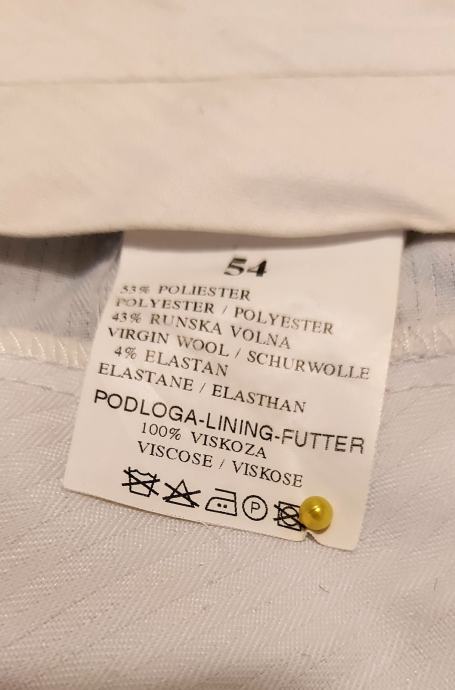 54
53% POLIESTER
POLYESTER / POLYESTER
43% RUNSKA VOLNA
VIRGIN WOOL / SCHURWOLLE
4% ELASTAN
ELASTANE / ELASTHAN
PODLOGA-LINING-FUTTER
100% VISKOZA
VISCOSE / VISKOSE
P